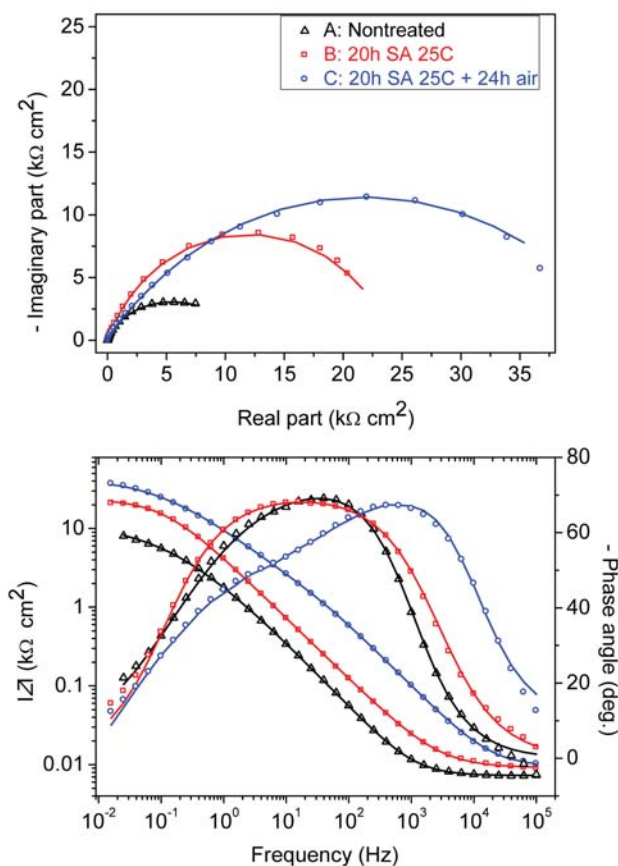 25
20
15
10
5
0
- Imaginary part (kΩ cm²)
A: Nontreated
B: 20h SA 25C
C: 20h SA 25C + 24h air
0 5 10 15 20 25 30 35
Real part (kΩ cm²)
10
1
0.1
0.01
|Z| (kΩ cm²)
80
60
40
20
0
- Phase angle (deg.)
10⁻² 10⁻¹ 10⁰ 10¹ 10² 10³ 10⁴ 10⁵
Frequency (Hz)